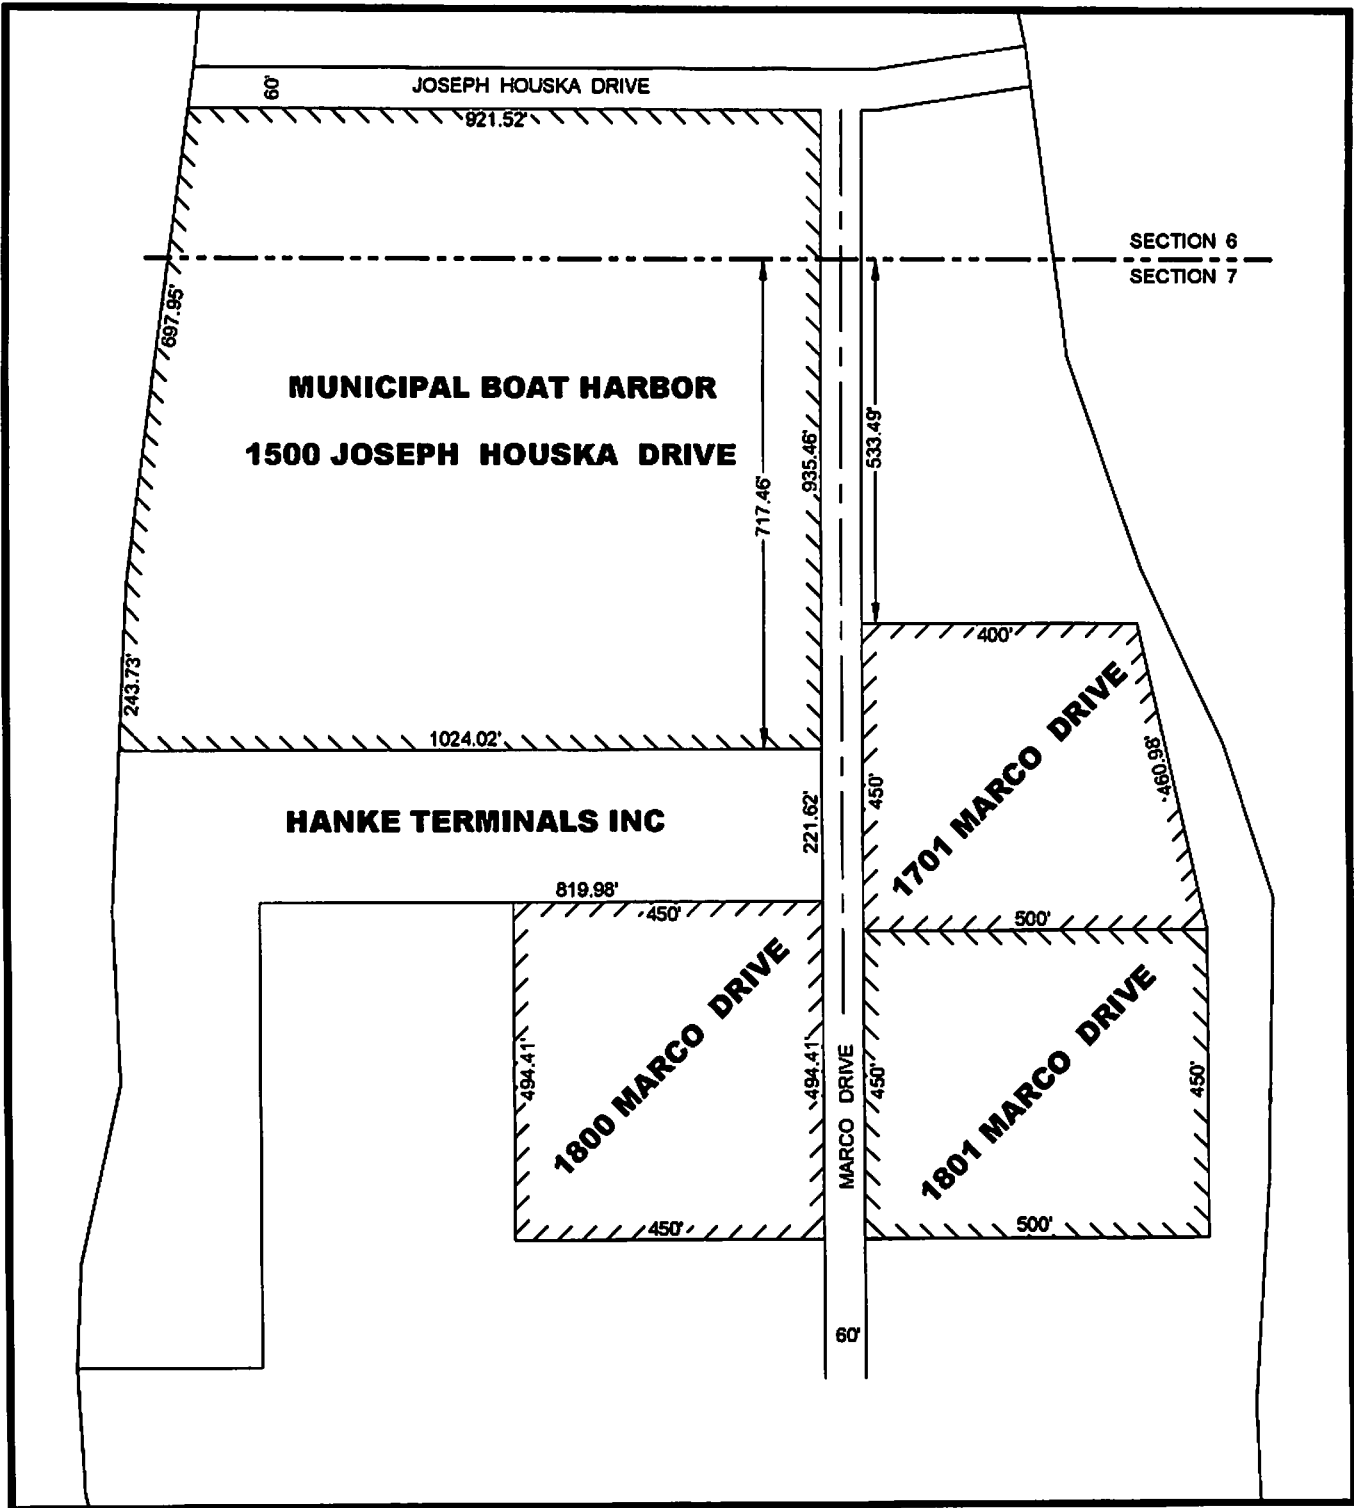 60'
JOSEPH HOUSKA DRIVE
921.52'
SECTION 6
SECTION 7
697.95'
MUNICIPAL BOAT HARBOR
1500 JOSEPH HOUSKA DRIVE
717.46'
935.46'
533.49'
243.73'
1024.02'
400'
1701 MARCO DRIVE
460.98'
450'
HANKE TERMINALS INC
221.62'
819.98'
450'
500'
1800 MARCO DRIVE
494.41'
494.41'
MARCO DRIVE
450'
1801 MARCO DRIVE
450'
450'
500'
60'